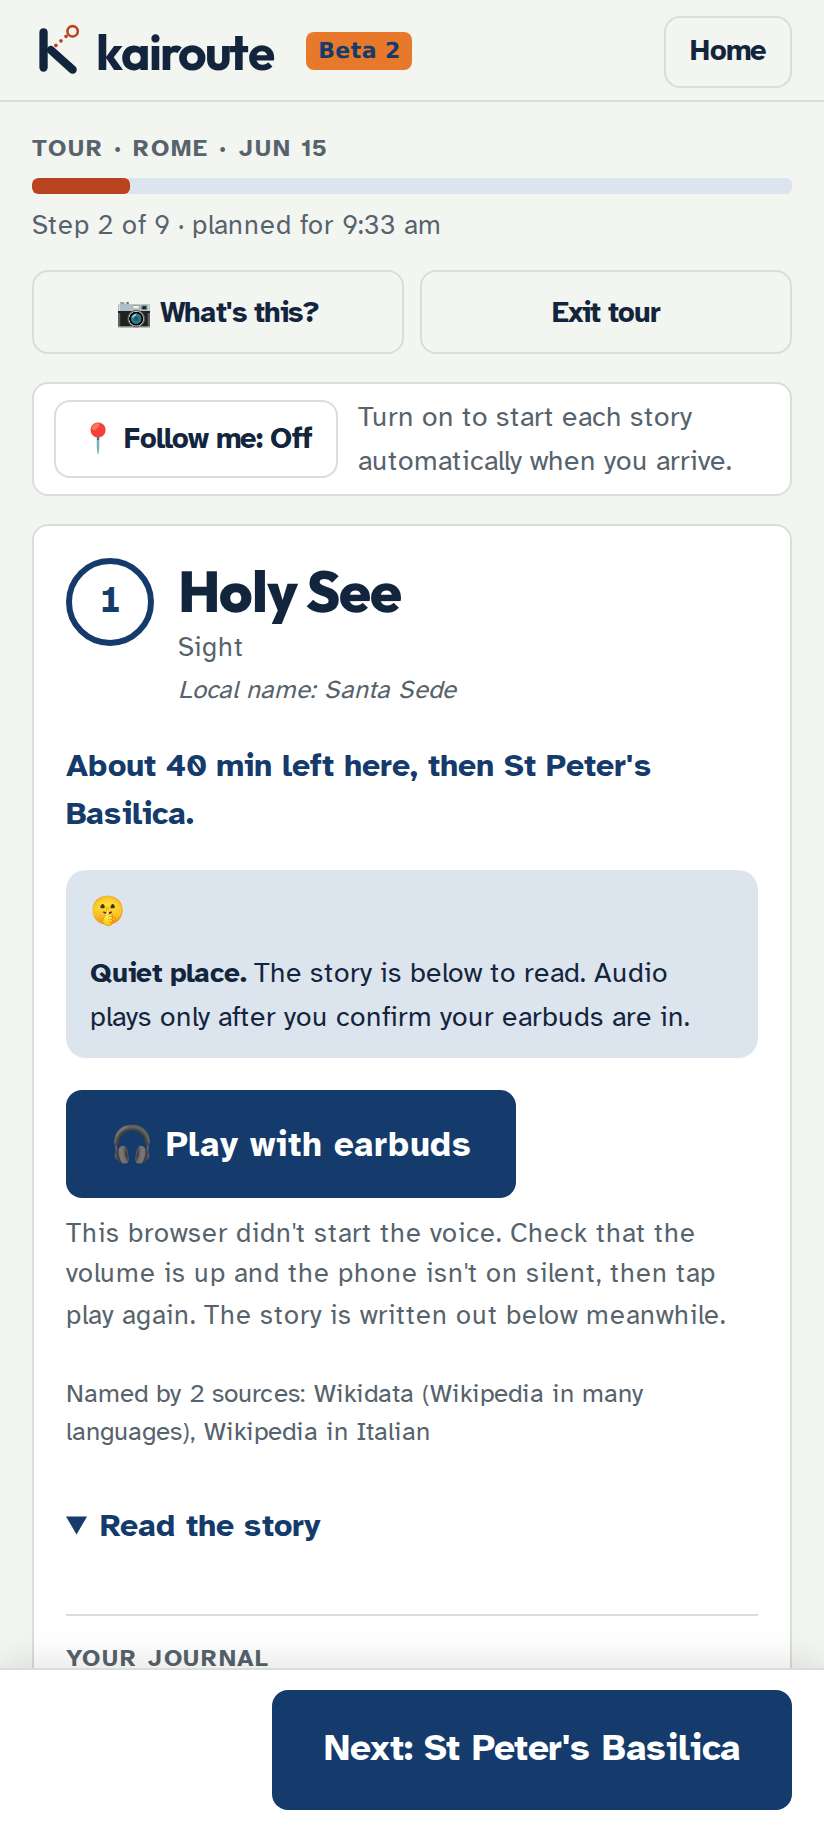 kairoute
Beta 2
Home
TOUR · ROME · JUN 15
Step 2 of 9 · planned for 9:33 am
What's this?
Exit tour
Follow me: Off
Turn on to start each story
automatically when you arrive.
1
Holy See
Sight
Local name: Santa Sede
About 40 min left here, then St Peter's
Basilica.
Quiet place. The story is below to read. Audio
plays only after you confirm your earbuds are in.
Play with earbuds
This browser didn't start the voice. Check that the
volume is up and the phone isn't on silent, then tap
play again. The story is written out below meanwhile.
Named by 2 sources: Wikidata (Wikipedia in many
languages), Wikipedia in Italian
Read the story
YOUR JOURNAL
Next: St Peter's Basilica